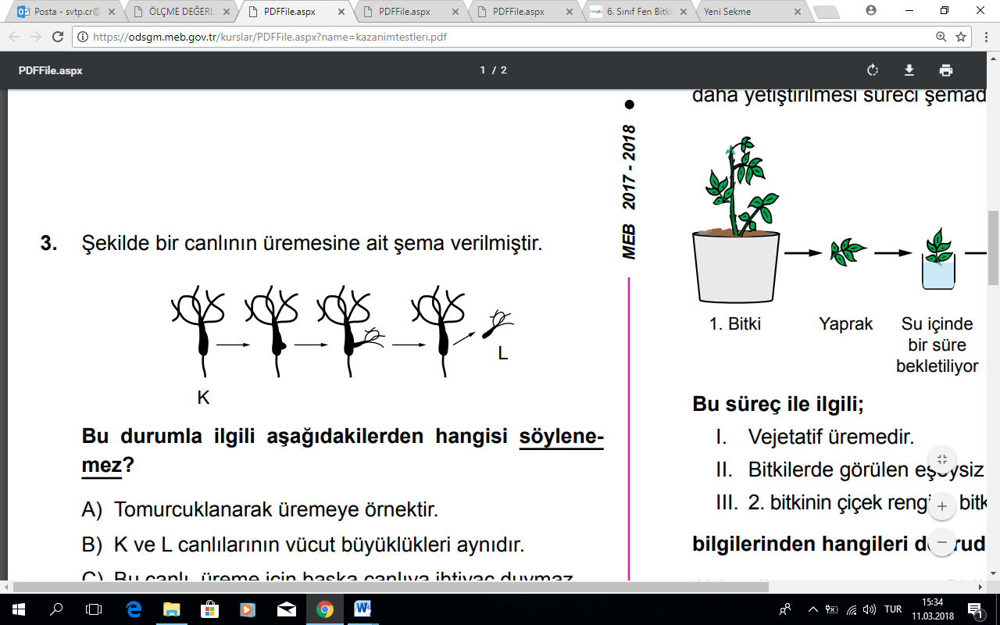 Posta - svtp.cr@
ÖLÇME DEĞERLE
PDFFile.aspx
PDFFile.aspx
PDFFile.aspx
6. Sınıf Fen Bitki
Yeni Sekme
https://odsgm.meb.gov.tr/kurslar/PDFFile.aspx?name=kazanimtestleri.pdf
PDFFile.aspx
1 / 2
3. Şekilde bir canlının üremesine ait şema verilmiştir.
K
L
Bu durumla ilgili aşağıdakilerden hangisi söylene-
mez?
A) Tomurcuklanarak üremeye örnektir.
B) K ve L canlılarının vücut büyüklükleri aynıdır.
C) Bu canlı, üreme için başka canlıya ihtiyaç duymaz.
MEB 2017 - 2018
daha yetiştirilmesi süreci şemad
1. Bitki
Yaprak
Su içinde
bir süre
bekletiliyor
Bu süreç ile ilgili;
I. Vejetatif üremedir.
II. Bitkilerde görülen eşeysiz
III. 2. bitkinin çiçek rengi bitk
bilgilerinden hangileri doğrud
TUR
15:34
11.03.2018
1